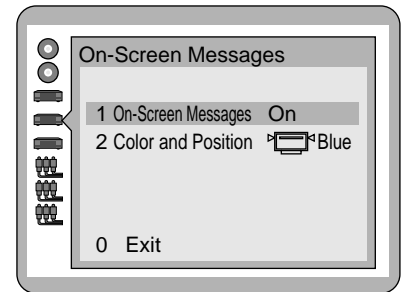 On-Screen Messages
1 On-Screen Messages On
2 Color and Position Blue
0 Exit